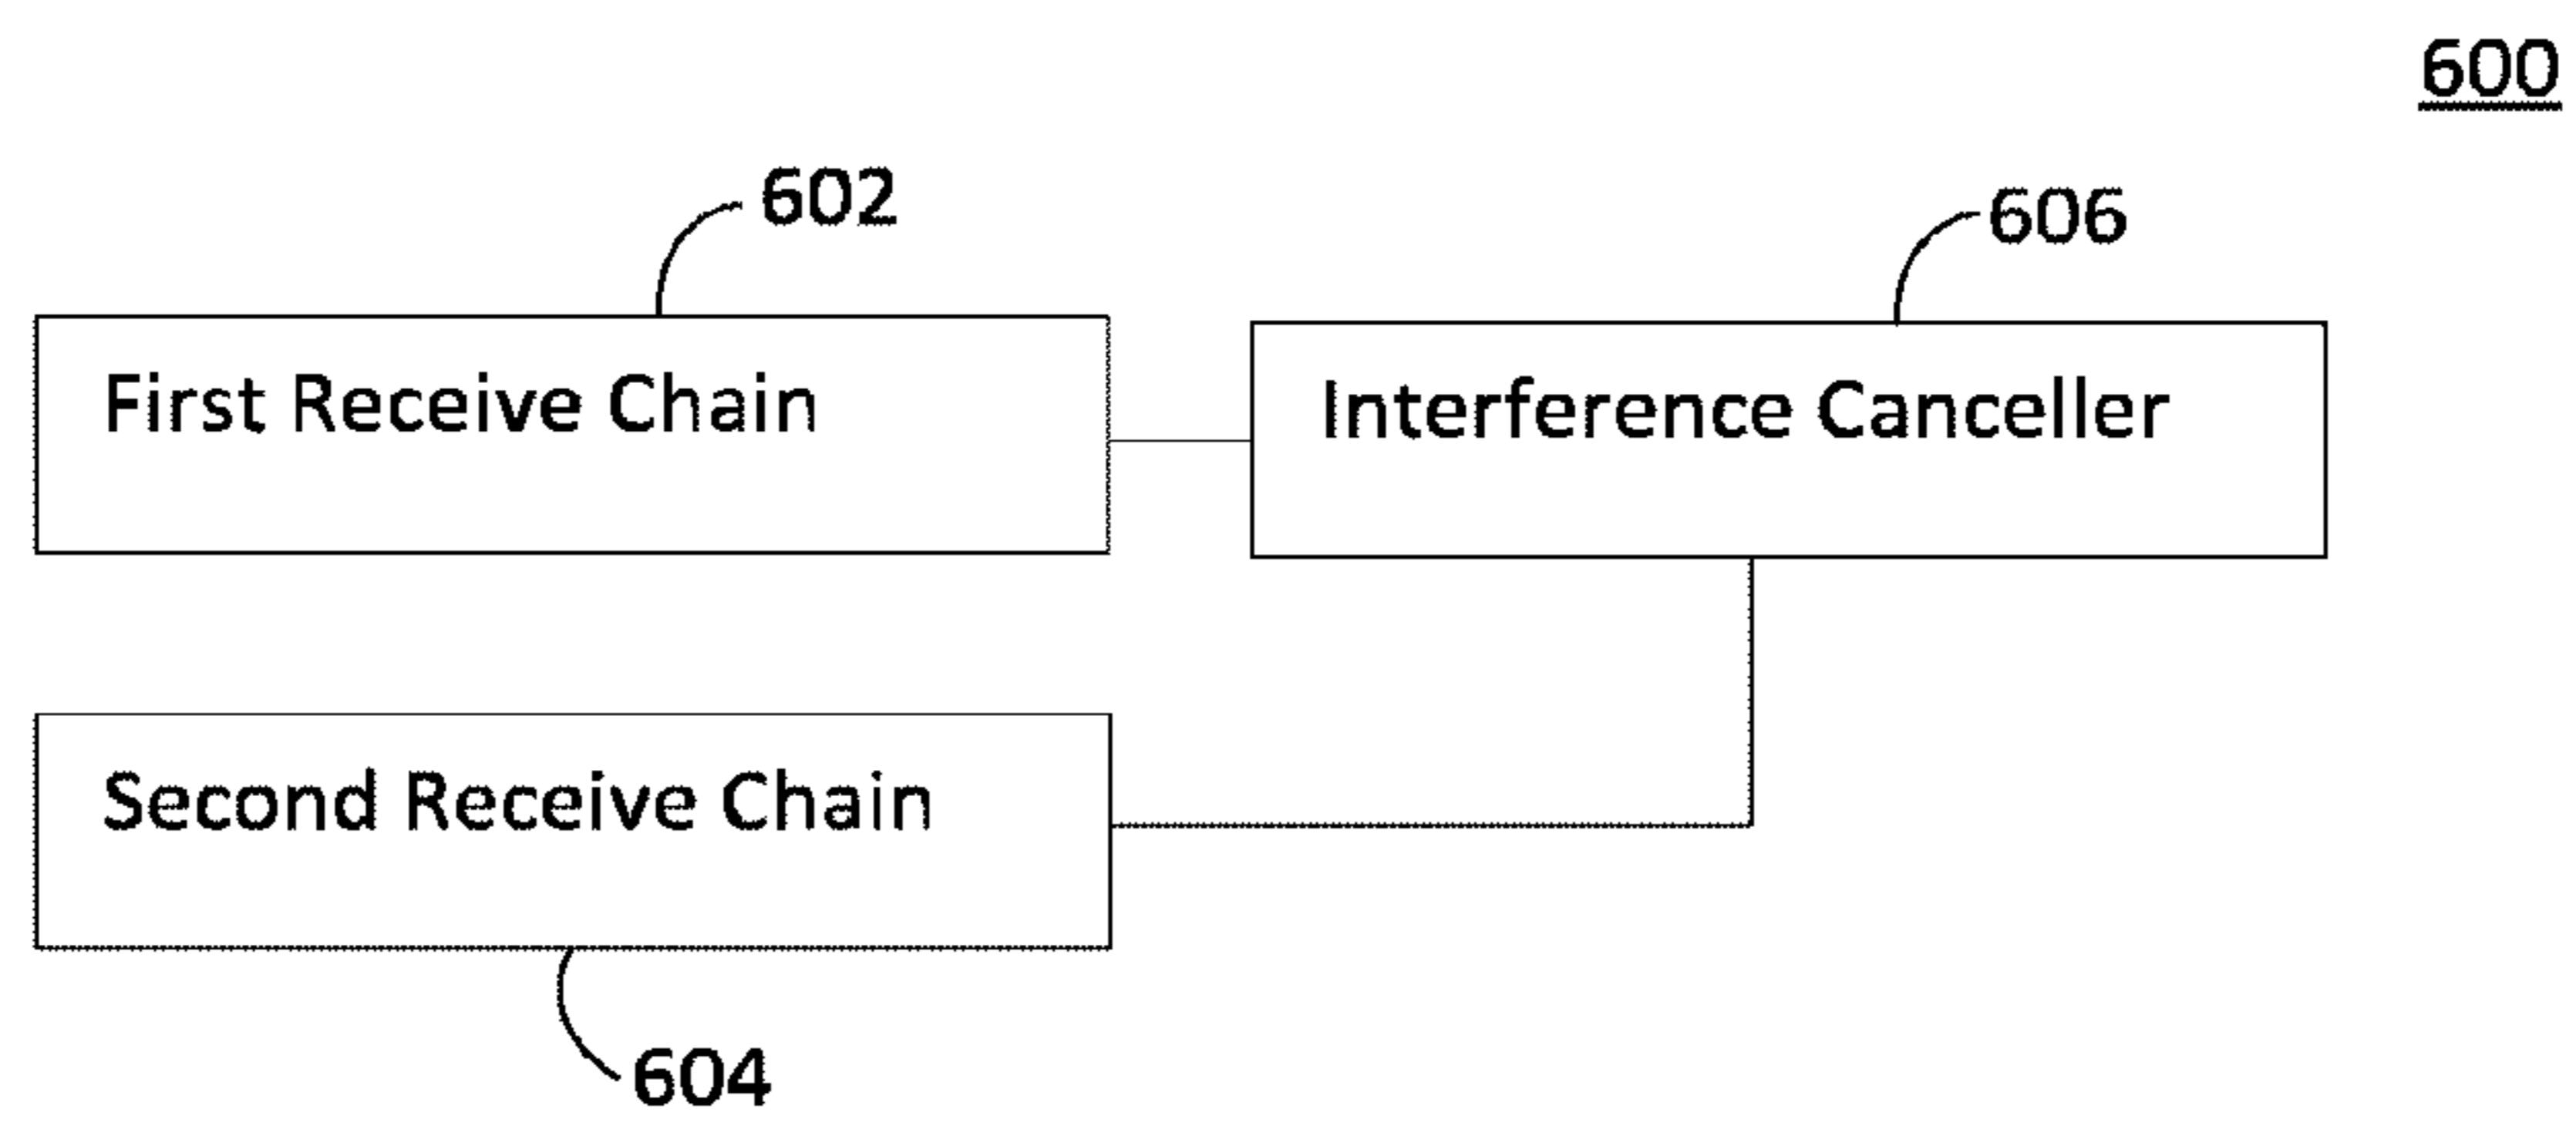 600
602
606
First Receive Chain
Interference Canceller
Second Receive Chain
604